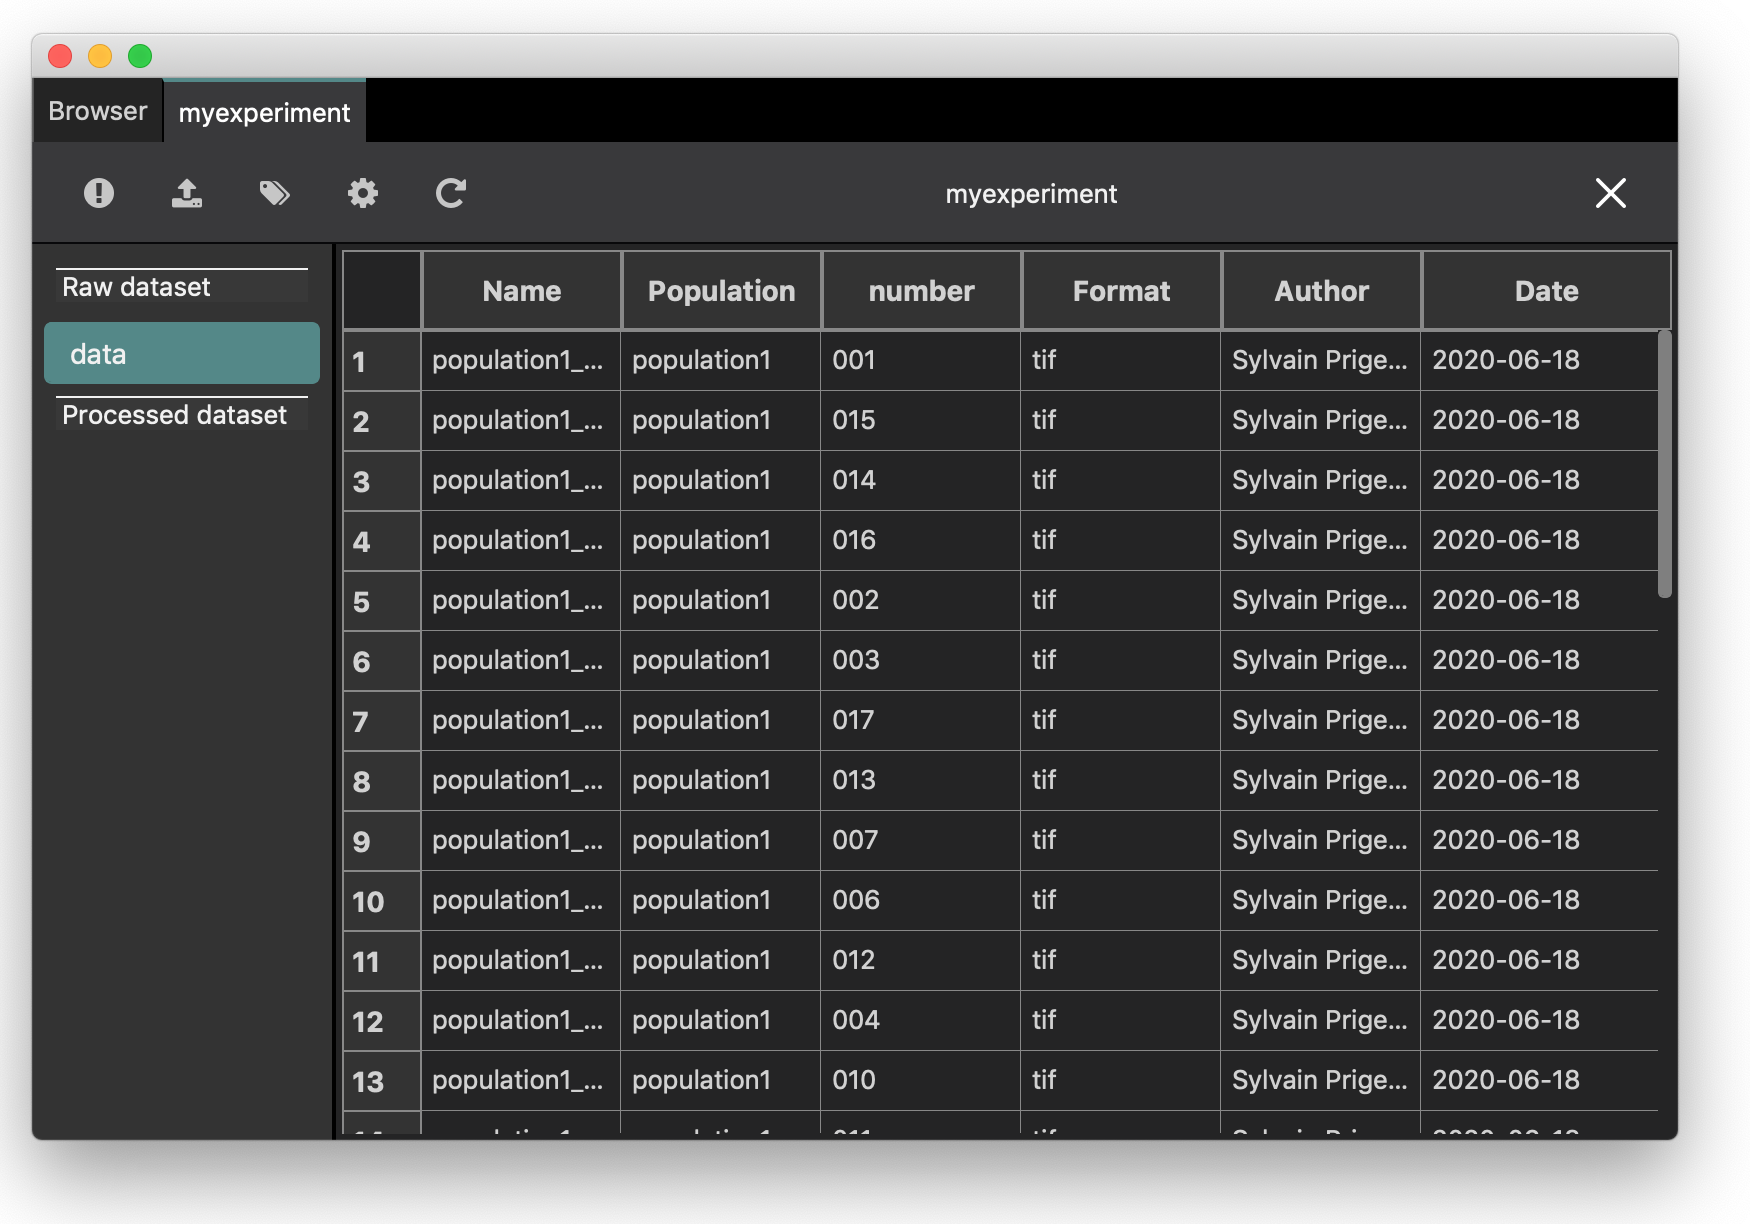 Browser myexperiment
myexperiment
Raw dataset
data
Processed dataset
Name Population number Format Author Date
1 population1_... population1 001 tif Sylvain Prige... 2020-06-18
2 population1_... population1 015 tif Sylvain Prige... 2020-06-18
3 population1_... population1 014 tif Sylvain Prige... 2020-06-18
4 population1_... population1 016 tif Sylvain Prige... 2020-06-18
5 population1_... population1 002 tif Sylvain Prige... 2020-06-18
6 population1_... population1 003 tif Sylvain Prige... 2020-06-18
7 population1_... population1 017 tif Sylvain Prige... 2020-06-18
8 population1_... population1 013 tif Sylvain Prige... 2020-06-18
9 population1_... population1 007 tif Sylvain Prige... 2020-06-18
10 population1_... population1 006 tif Sylvain Prige... 2020-06-18
11 population1_... population1 012 tif Sylvain Prige... 2020-06-18
12 population1_... population1 004 tif Sylvain Prige... 2020-06-18
13 population1_... population1 010 tif Sylvain Prige... 2020-06-18